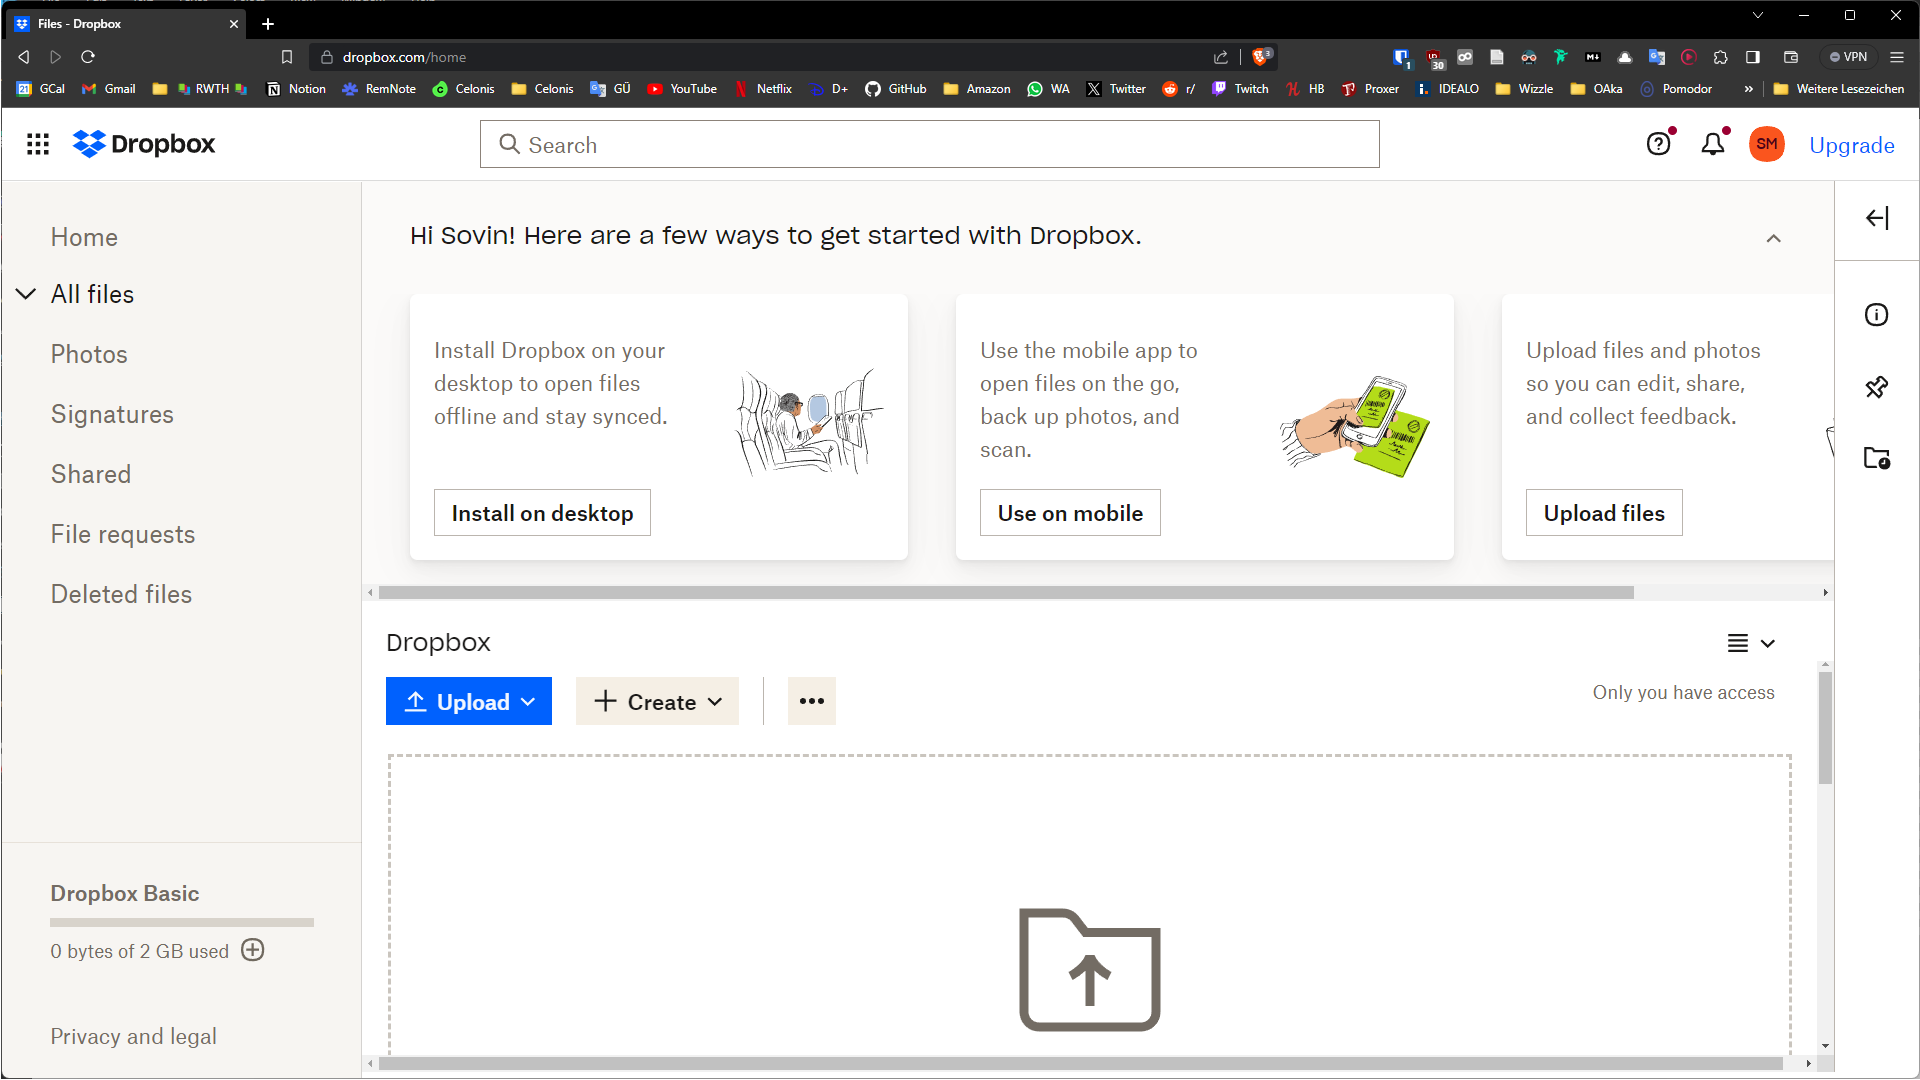 Files - Dropbox
dropbox.com/home
1
30
3
VPN
GCal Gmail RWTH Notion RemNote Celonis Celonis GÜ YouTube Netflix D+ GitHub Amazon WA Twitter r/ Twitch HB Proxer IDEALO Wizzle OAka Pomodor » Weitere Lesezeichen
Dropbox
Search
SM
Upgrade
Home
All files
Photos
Signatures
Shared
File requests
Deleted files
Dropbox Basic
0 bytes of 2 GB used
Privacy and legal
Hi Sovin! Here are a few ways to get started with Dropbox.
Install Dropbox on your
desktop to open files
offline and stay synced.
Install on desktop
Use the mobile app to
open files on the go,
back up photos, and
scan.
Use on mobile
Upload files and photos
so you can edit, share,
and collect feedback.
Upload files
Dropbox
Upload
Create
Only you have access